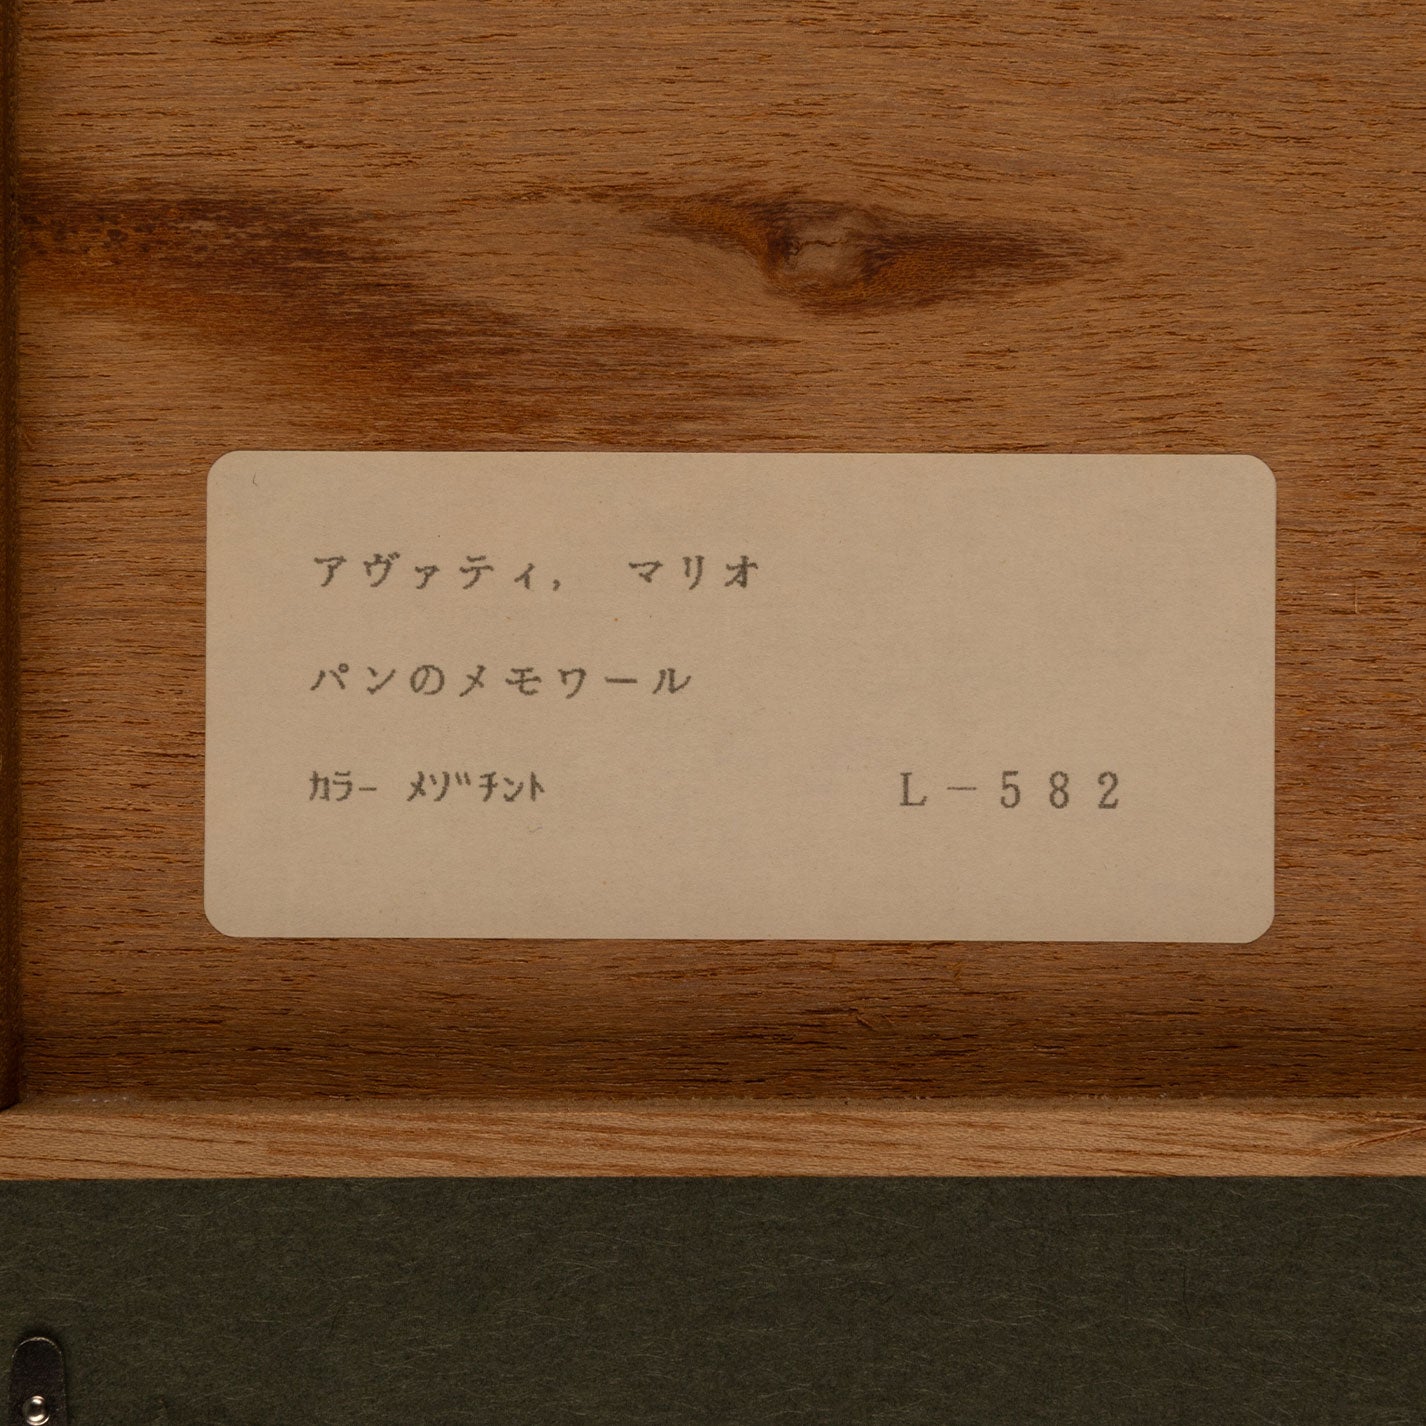 アヴァティ,　マリオ
パンのメモワール
ｶﾗｰ ﾒｿﾞﾁﾝﾄ　Ｌ－５８２